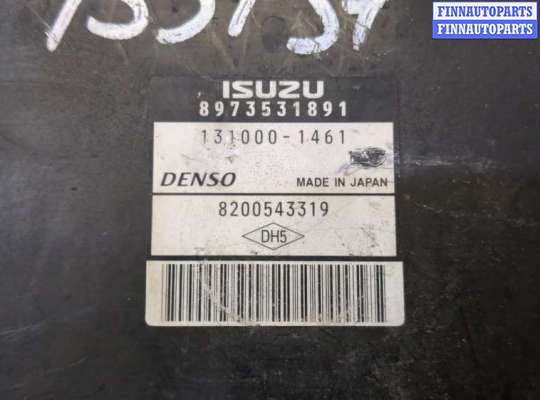 FINNAUTOPARTS
FINNAUTOPARTS
ISUZU
8973531891
131000-1461
DENSO MADE IN JAPAN
8200543319
DH5